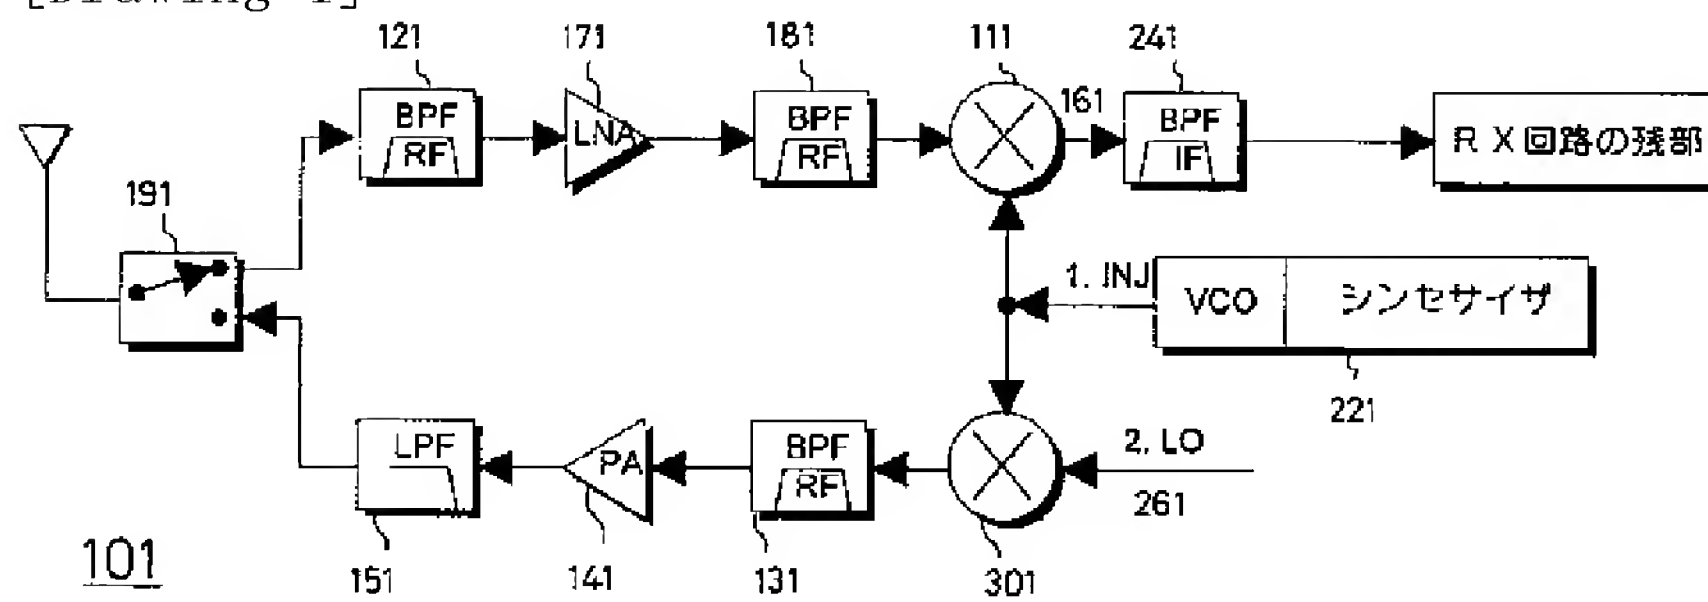 [Drawing 1]
121
171
181
111
241
BPF
RF
LNA
BPF
RF
161
BPF
IF
RX回路の残部
191
1. INJ
VCO
シンセサイザ
221
LPF
PA
BPF
RF
2. LO
261
101
151
141
131
301